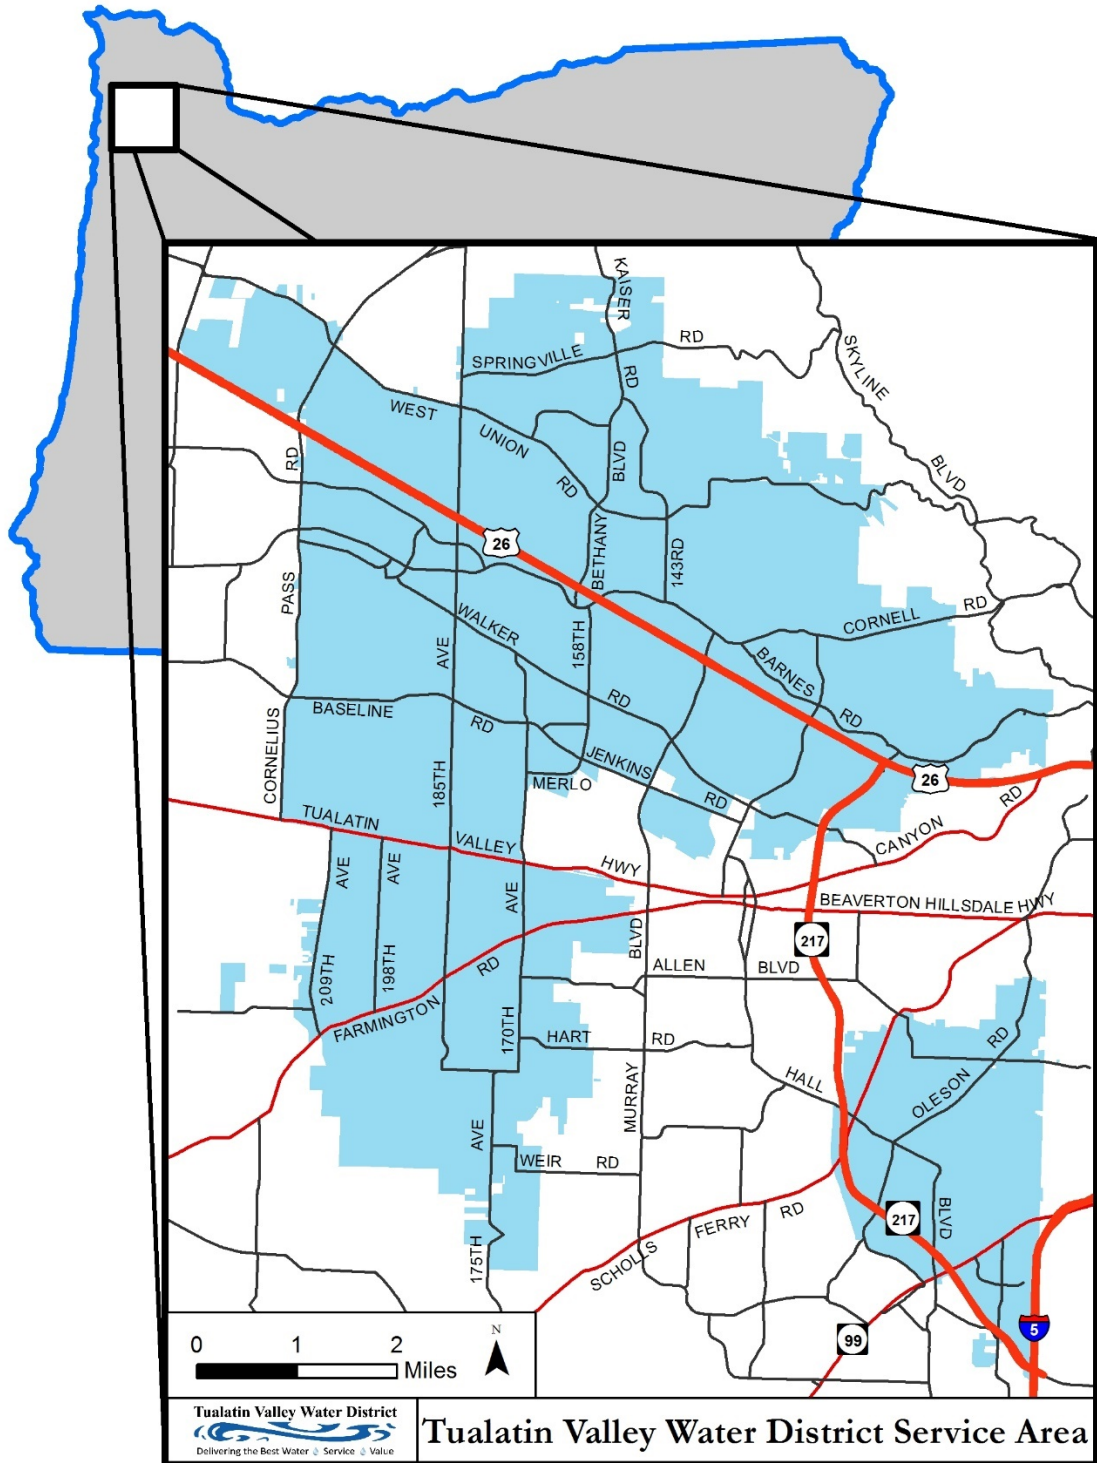 KAISER
RD
SPRINGVILLE
RD
SKYLINE
BLVD
WEST
UNION
RD
BLVD
RD
26
BETHANY
143RD
PASS
WALKER
AVE
158TH
CORNELL
RD
BARNES
RD
RD
BASELINE
RD
CORNELIUS
185TH
MERLO
JENKINS
RD
26
RD
CANYON
TUALATIN
VALLEY
HWY
AVE
AVE
AVE
BLVD
BEAVERTON HILLSDALE HWY
217
ALLEN
BLVD
209TH
198TH
RD
FARMINGTON
170TH
HART
RD
MURRAY
HALL
OLESON
RD
AVE
WEIR
RD
175TH
SCHOLLS
FERRY
RD
217
BLVD
5
99
0
1
2
Miles
N
Tualatin Valley Water District
Delivering the Best Water Service Value
Tualatin Valley Water District Service Area